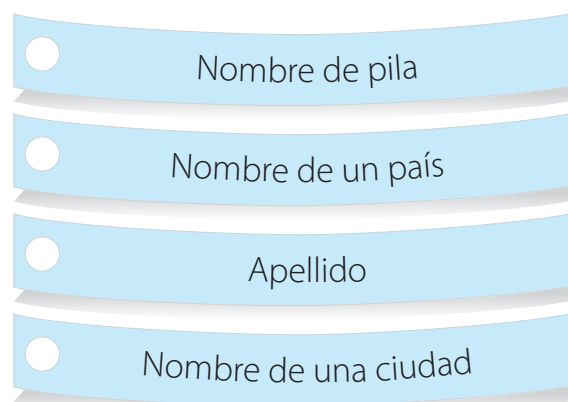 Nombre de pila
Nombre de un país
Apellido
Nombre de una ciudad